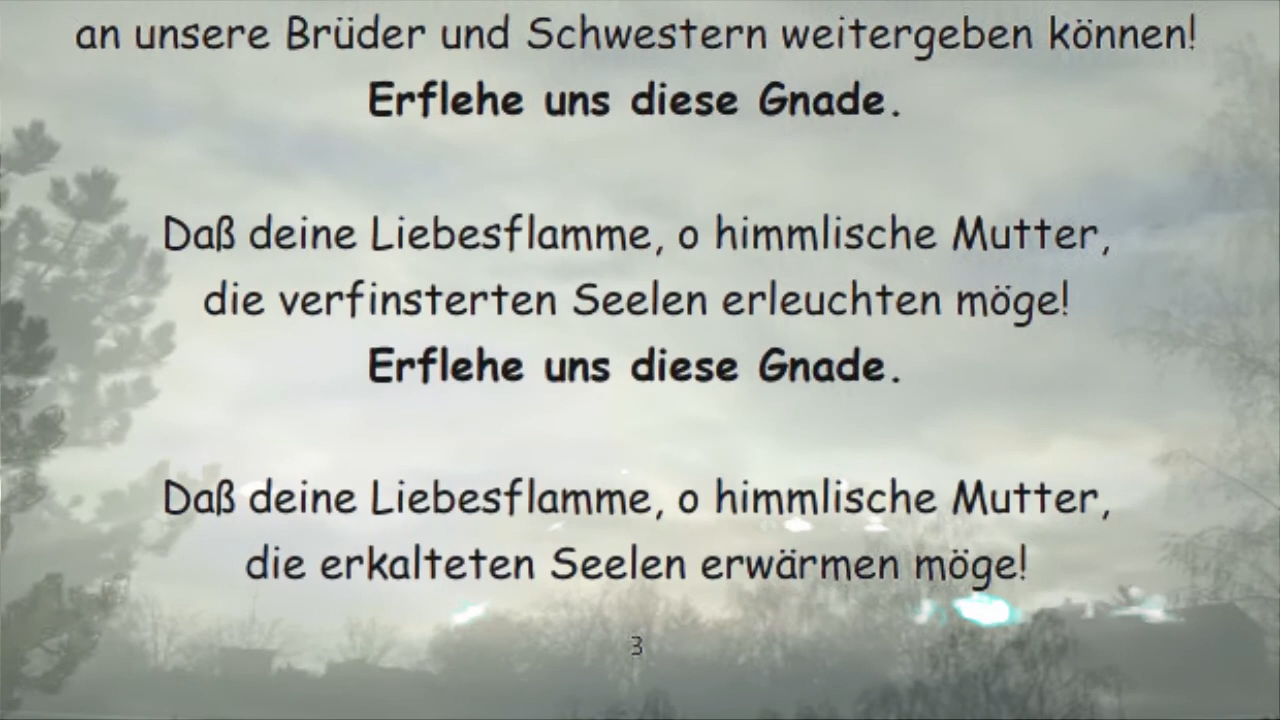 an unsere Brüder und Schwestern weitergeben können!
Erflehe uns diese Gnade.
Daß deine Liebesflamme, o himmlische Mutter,
die verfinsterten Seelen erleuchten möge!
Erflehe uns diese Gnade.
Daß deine Liebesflamme, o himmlische Mutter,
die erkalteten Seelen erwärmen möge!
3